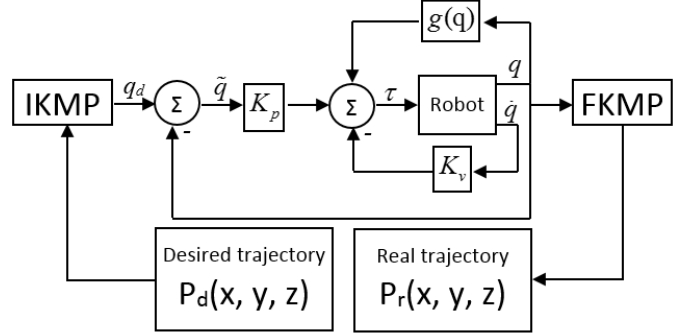 g(q)
q
IKMP
q_d
Σ
q̃
K_p
Σ
τ
Robot
q̇
FKMP
-
-
K_v
Desired trajectory
P_d(x, y, z)
Real trajectory
P_r(x, y, z)